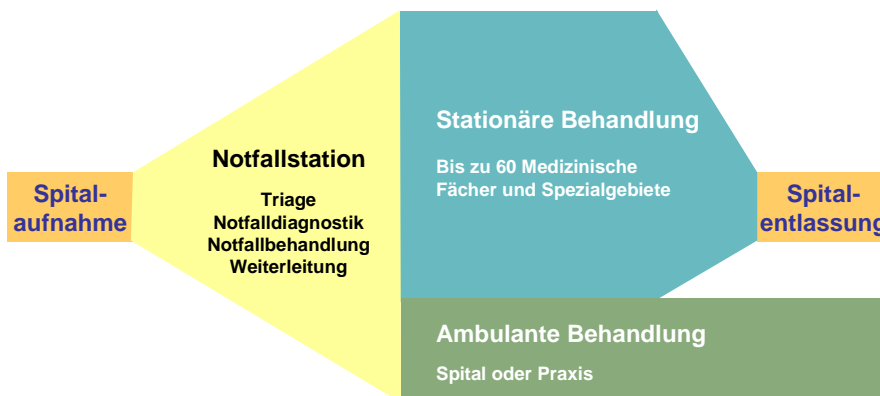 Spital-
aufnahme
Notfallstation
Triage
Notfalldiagnostik
Notfallbehandlung
Weiterleitung
Stationäre Behandlung
Bis zu 60 Medizinische
Fächer und Spezialgebiete
Ambulante Behandlung
Spital oder Praxis
Spital-
entlassung